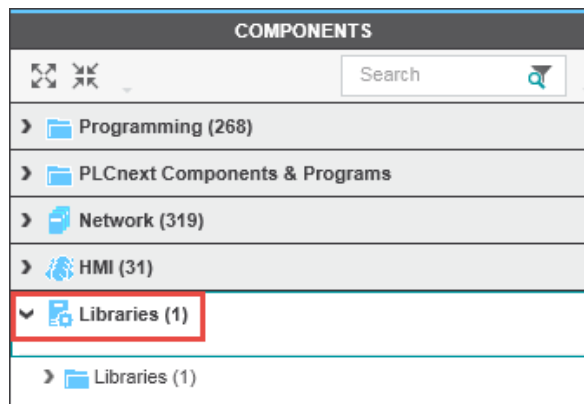 COMPONENTS
Search
Programming (268)
PLCnext Components & Programs
Network (319)
HMI (31)
Libraries (1)
Libraries (1)